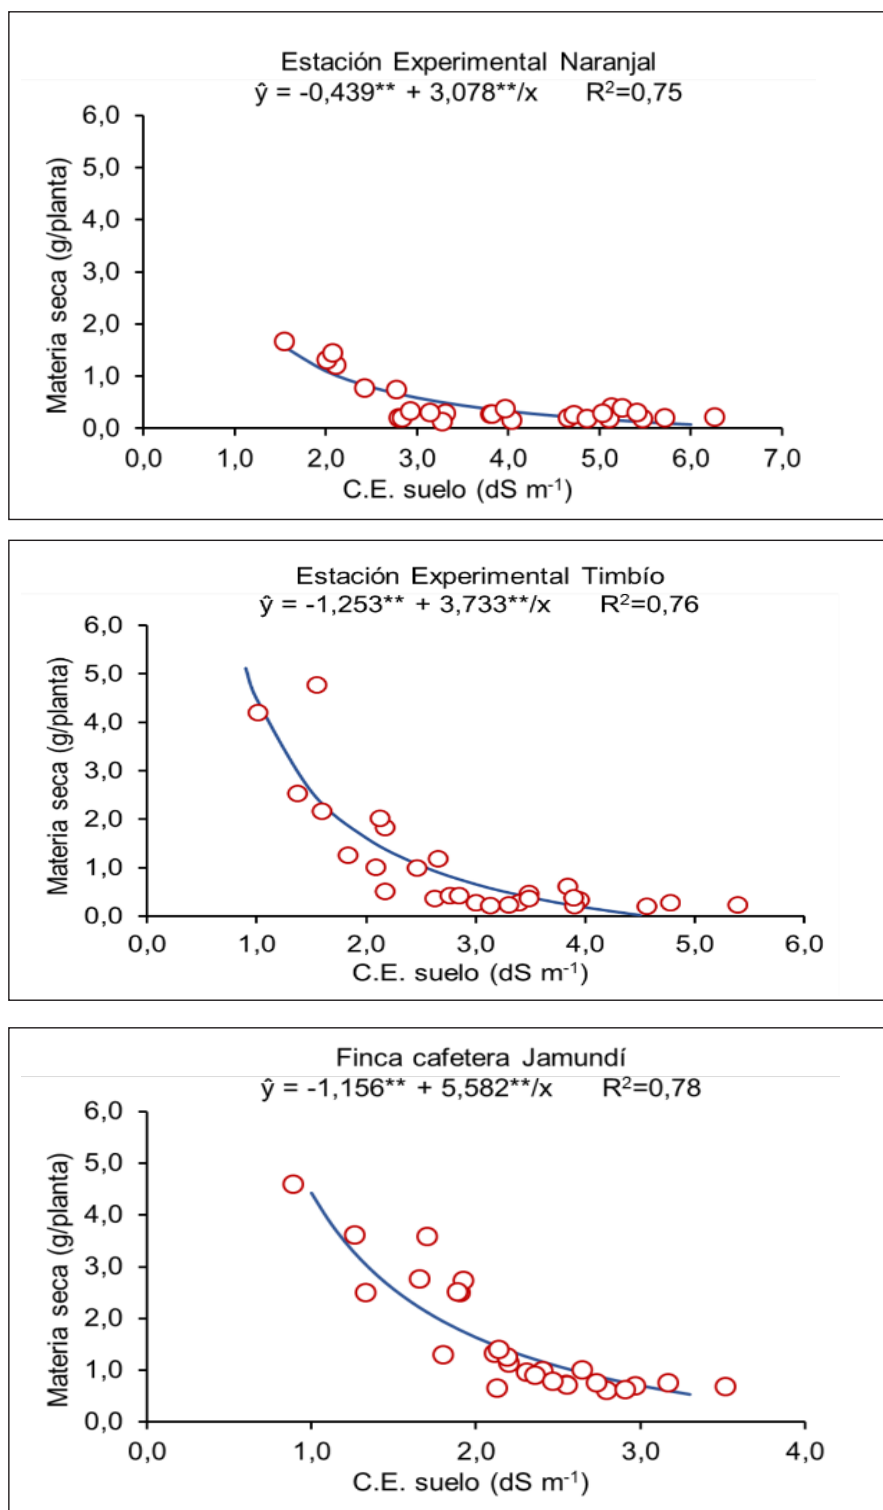 Estación Experimental Naranjal
ŷ = -0,439** + 3,078**/x R²=0,75
Materia seca (g/planta)
6,0
5,0
4,0
3,0
2,0
1,0
0,0
0,0 1,0 2,0 3,0 4,0 5,0 6,0 7,0
C.E. suelo (dS m⁻¹)
Estación Experimental Timbío
ŷ = -1,253** + 3,733**/x R²=0,76
Materia seca (g/planta)
6,0
5,0
4,0
3,0
2,0
1,0
0,0
0,0 1,0 2,0 3,0 4,0 5,0 6,0
C.E. suelo (dS m⁻¹)
Finca cafetera Jamundí
ŷ = -1,156** + 5,582**/x R²=0,78
Materia seca (g/planta)
6,0
5,0
4,0
3,0
2,0
1,0
0,0
0,0 1,0 2,0 3,0 4,0
C.E. suelo (dS m⁻¹)